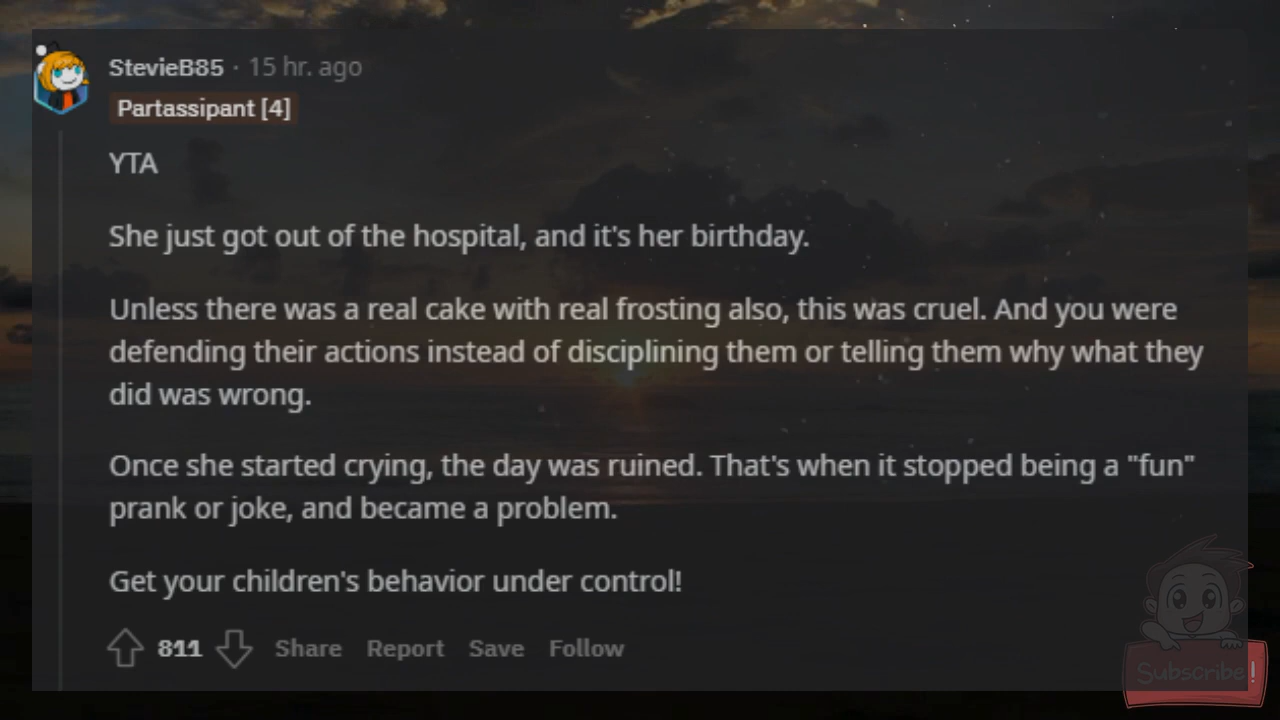 StevieB85 · 15 hr. ago
Partassipant [4]
YTA
She just got out of the hospital, and it's her birthday.
Unless there was a real cake with real frosting also, this was cruel. And you were
defending their actions instead of disciplining them or telling them why what they
did was wrong.
Once she started crying, the day was ruined. That's when it stopped being a "fun"
prank or joke, and became a problem.
Get your children's behavior under control!
811 Share Report Save Follow
Subscribe!